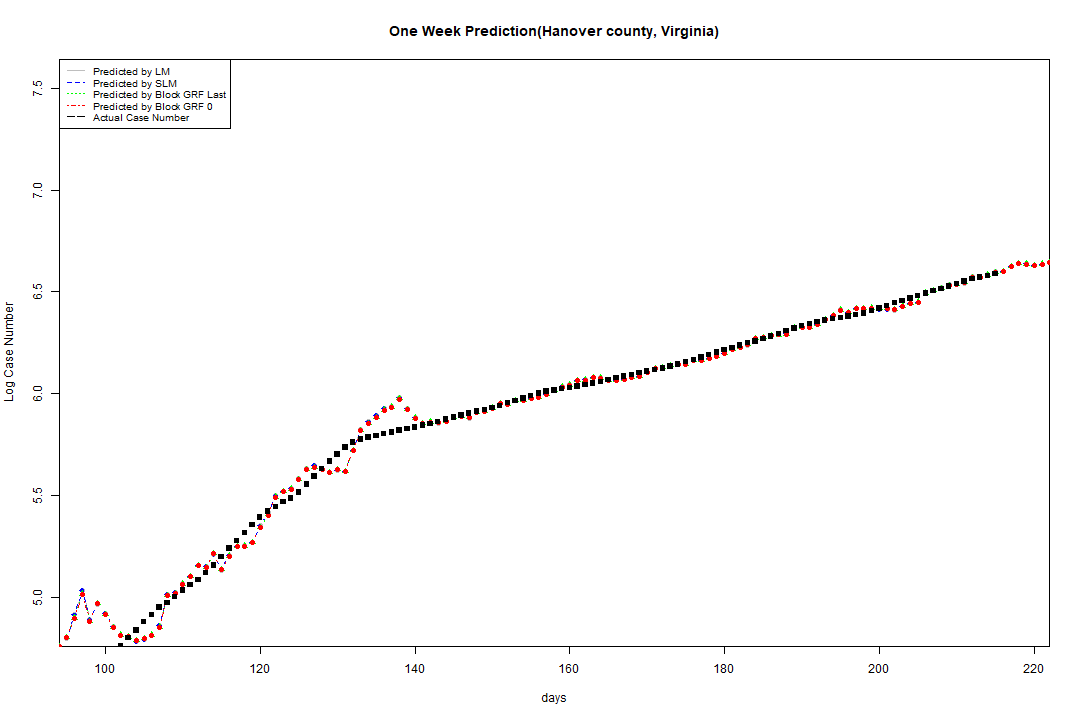 One Week Prediction(Hanover county, Virginia)
Predicted by LM
Predicted by SLM
Predicted by Block GRF Last
Predicted by Block GRF 0
Actual Case Number
7.5
7.0
6.5
6.0
5.5
5.0
Log Case Number
100 120 140 160 180 200 220
days